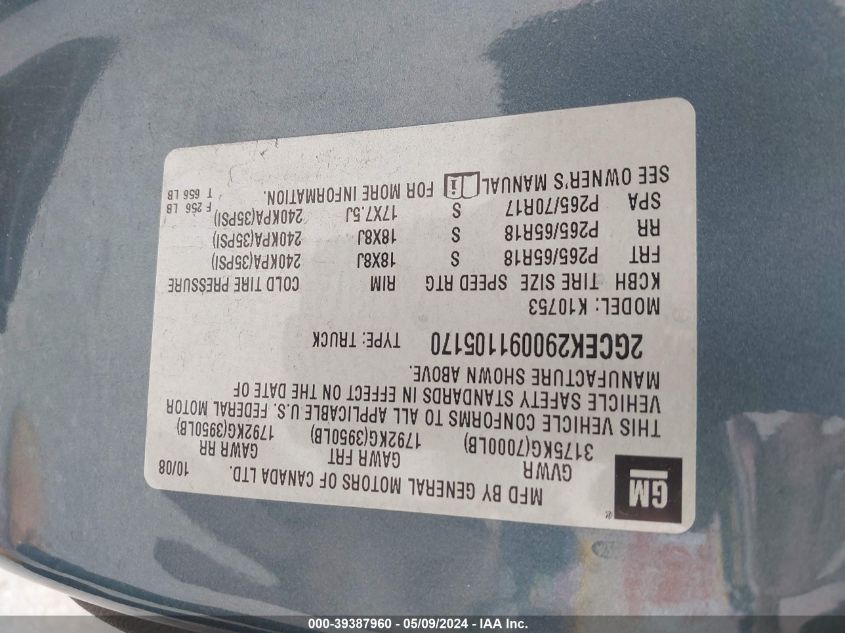 GM
MFD BY GENERAL MOTORS OF CANADA LTD. 10/08
GVWR GAWR FRT GAWR RR
3175KG(7000LB) 1792KG(3950LB) 1792KG(3950LB)
THIS VEHICLE CONFORMS TO ALL APPLICABLE U.S. FEDERAL MOTOR
VEHICLE SAFETY STANDARDS IN EFFECT ON THE DATE OF
MANUFACTURE SHOWN ABOVE.
2GCEK290091105170 TYPE: TRUCK
MODEL: K10753
KCBH TIRE SIZE SPEED RTG RIM COLD TIRE PRESSURE
FRT P265/65R18 S 18X8J 240KPA(35PSI)
RR P265/65R18 S 18X8J 240KPA(35PSI)
SPA P265/70R17 S 17X7.5J 240KPA(35PSI) F 256 LB
SEE OWNER'S MANUAL FOR MORE INFORMATION. T 656 LB
000-39387960 - 05/09/2024 - IAA Inc.